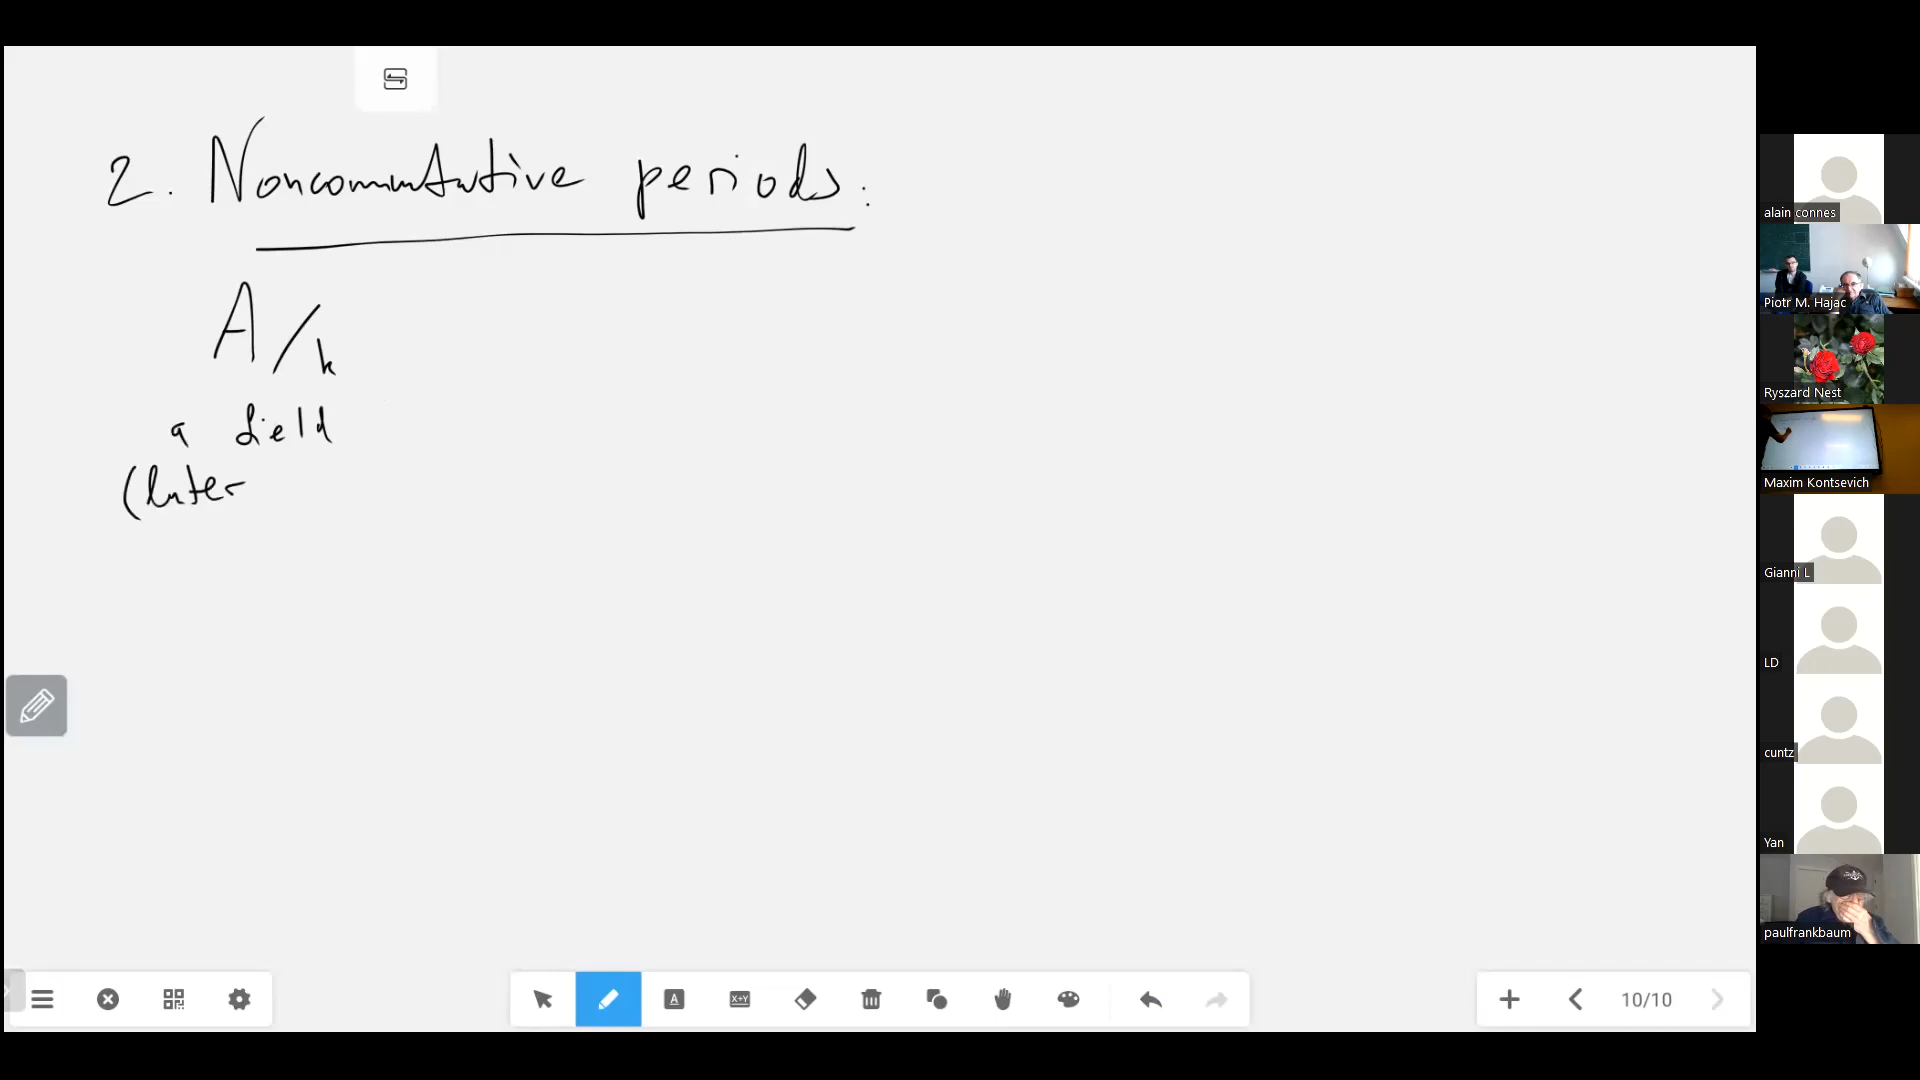 2. Noncommutative periods:
A/k
a field
(later
alain connes
Piotr M. Hajac
Ryszard Nest
Maxim Kontsevich
Gianni L
LD
cuntz
Yan
paulfrankbaum
A
X+Y
10/10